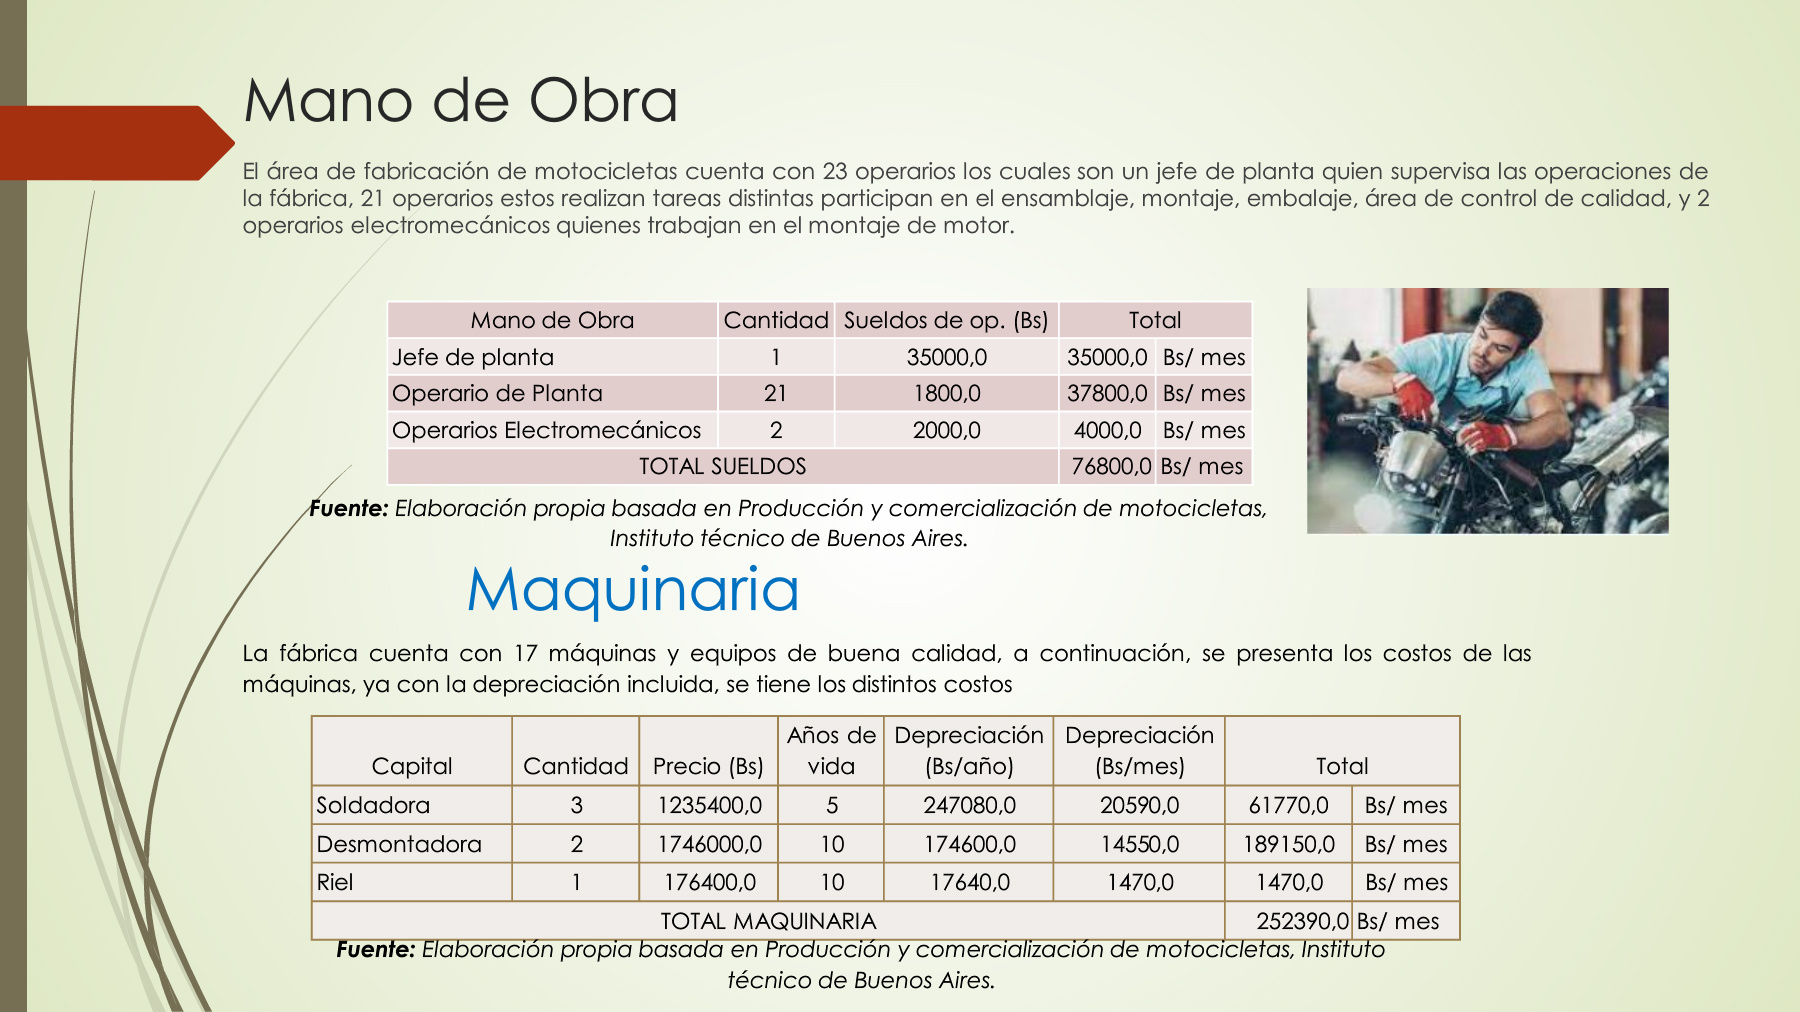 Mano de Obra
El área de fabricación de motocicletas cuenta con 23 operarios los cuales son un jefe de planta quien supervisa las operaciones de
la fábrica, 21 operarios estos realizan tareas distintas participan en el ensamblaje, montaje, embalaje, área de control de calidad, y 2
operarios electromecánicos quienes trabajan en el montaje de motor.
Mano de Obra Cantidad Sueldos de op. (Bs) Total
Jefe de planta 1 35000,0 35000,0 Bs/ mes
Operario de Planta 21 1800,0 37800,0 Bs/ mes
Operarios Electromecánicos 2 2000,0 4000,0 Bs/ mes
TOTAL SUELDOS 76800,0 Bs/ mes
Fuente: Elaboración propia basada en Producción y comercialización de motocicletas,
Instituto técnico de Buenos Aires.
Maquinaria
La fábrica cuenta con 17 máquinas y equipos de buena calidad, a continuación, se presenta los costos de las
máquinas, ya con la depreciación incluida, se tiene los distintos costos
Capital Cantidad Precio (Bs) Años de vida Depreciación (Bs/año) Depreciación (Bs/mes) Total
Soldadora 3 1235400,0 5 247080,0 20590,0 61770,0 Bs/ mes
Desmontadora 2 1746000,0 10 174600,0 14550,0 189150,0 Bs/ mes
Riel 1 176400,0 10 17640,0 1470,0 1470,0 Bs/ mes
TOTAL MAQUINARIA 252390,0 Bs/ mes
Fuente: Elaboración propia basada en Producción y comercialización de motocicletas, Instituto
técnico de Buenos Aires.